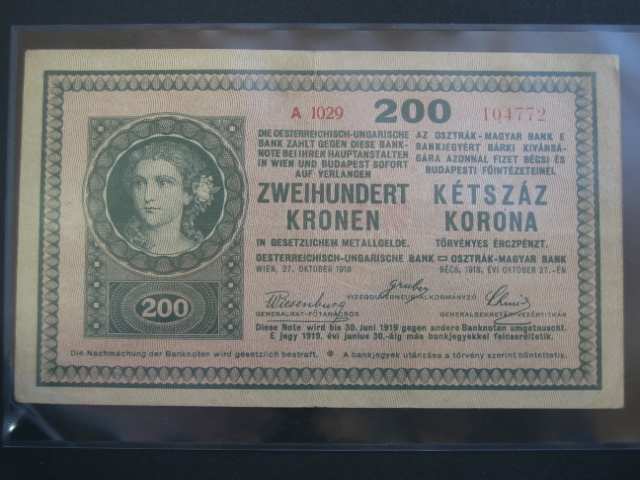 A 1029 200 104772
DIE OESTERREICHISCH-UNGARISCHE
BANK ZAHLT GEGEN DIESE BANK-
NOTE BEI IHREN HAUPTANSTALTEN
IN WIEN UND BUDAPEST SOFORT
AUF VERLANGEN
ZWEIHUNDERT
KRONEN
IN GESETZLICHEM METALLGELDE.
AZ OSZTRÁK-MAGYAR BANK E
BANKJEGYÉRT BÁRKI KIVÁNSÁ-
GÁRA AZONNAL FIZET BÉCSI ÉS
BUDAPESTI FŐINTÉZETEINÉL
KÉTSZÁZ
KORONA
TÖRVÉNYES ÉRCZPÉNZT.
OESTERREICHISCH-UNGARISCHE BANK OSZTRÁK-MAGYAR BANK
WIEN, 27. OKTOBER 1918 BÉCS, 1918. ÉVI OKTOBER 27.-ÉN
Gruber
Wiesenburg
GENERALRAT-FŐTANÁCSOS
GENERALSEKRETÄR-VEZÉRTITKÁR
Diese Note wird bis 30. Juni 1919 gegen andere Banknoten umgetauscht.
E jegy 1919. évi junius 30.-áig más bankjegyekkel felcseréltetik.
200
Die Nachmachung der Banknoten wird gesetzlich bestraft. A bankjegyek utánzása a törvény szerint büntettetik.